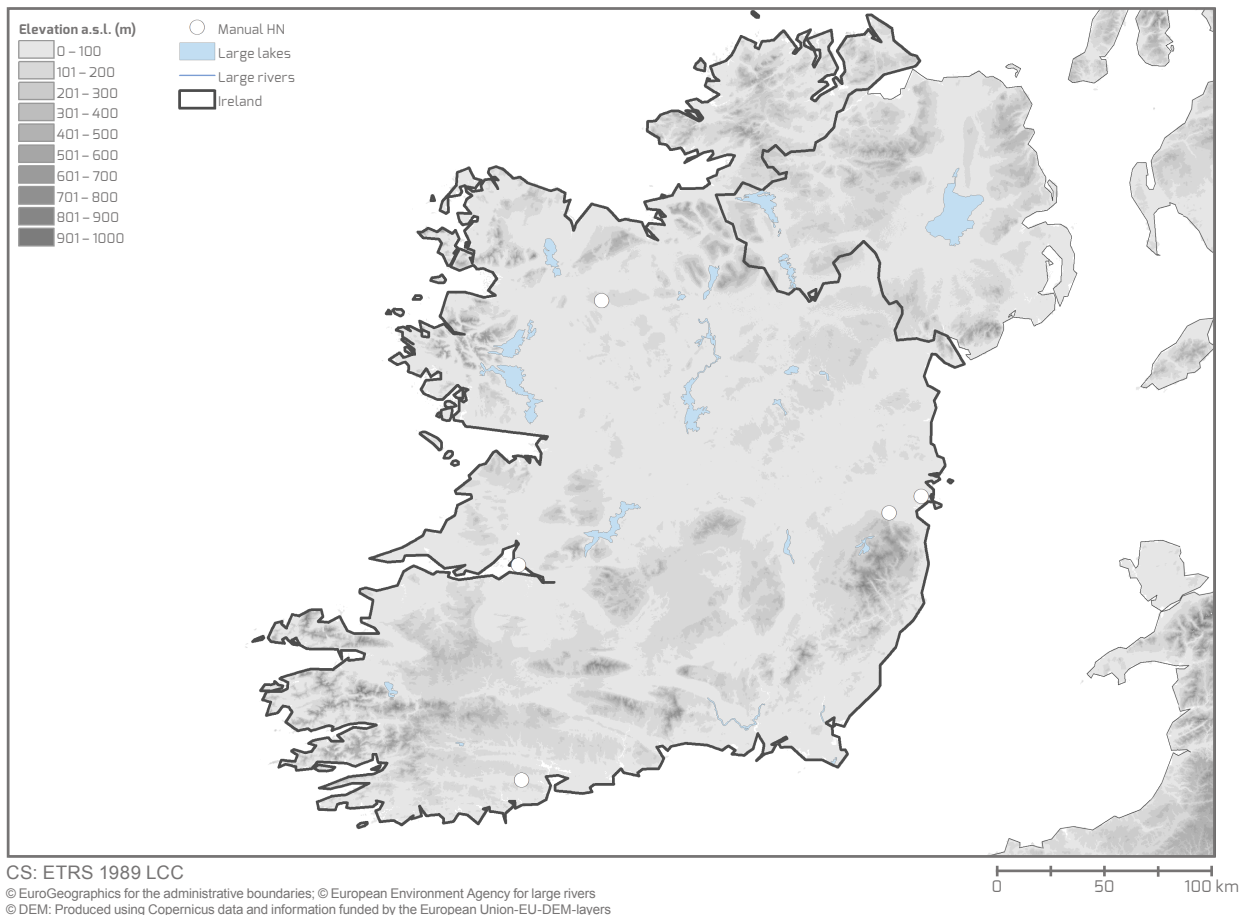 Elevation a.s.l. (m)
0 – 100
101 – 200
201 – 300
301 – 400
401 – 500
501 – 600
601 – 700
701 – 800
801 – 900
901 – 1000
Manual HN
Large lakes
Large rivers
Ireland
CS: ETRS 1989 LCC
© EuroGeographics for the administrative boundaries; © European Environment Agency for large rivers
© DEM: Produced using Copernicus data and information funded by the European Union-EU-DEM-layers
0 50 100 km